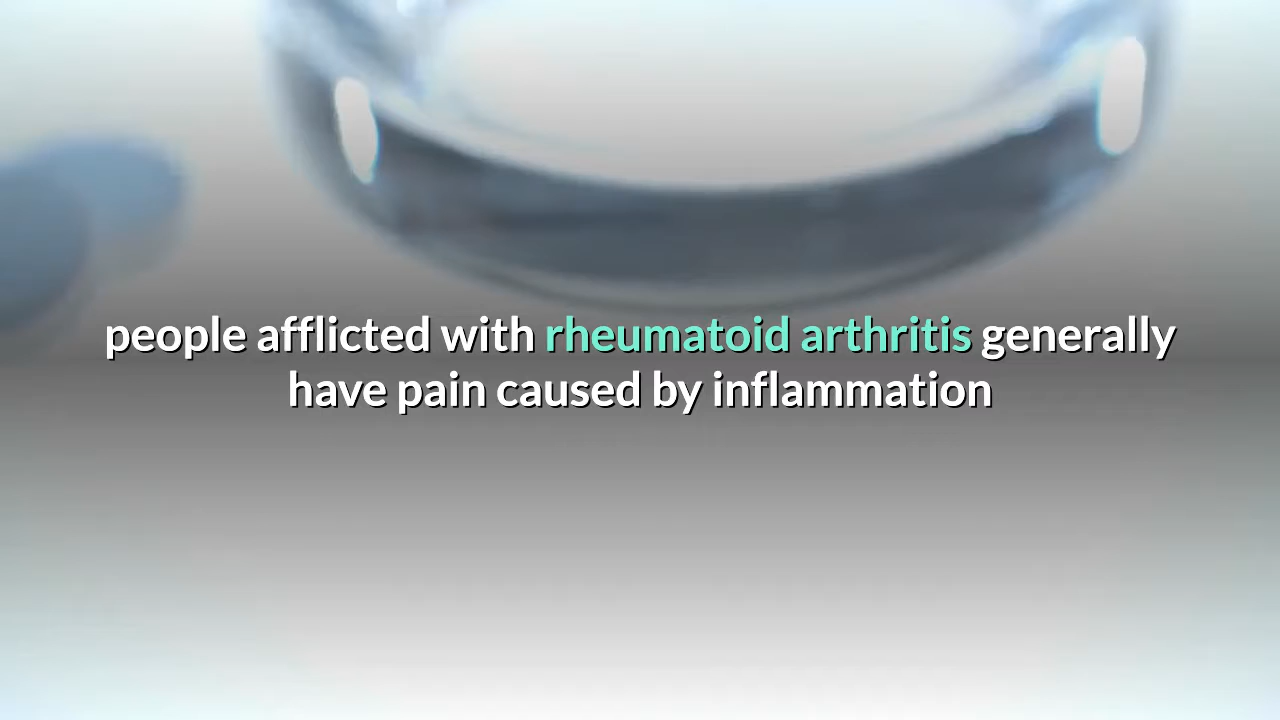 people afflicted with rheumatoid arthritis generally
have pain caused by inflammation